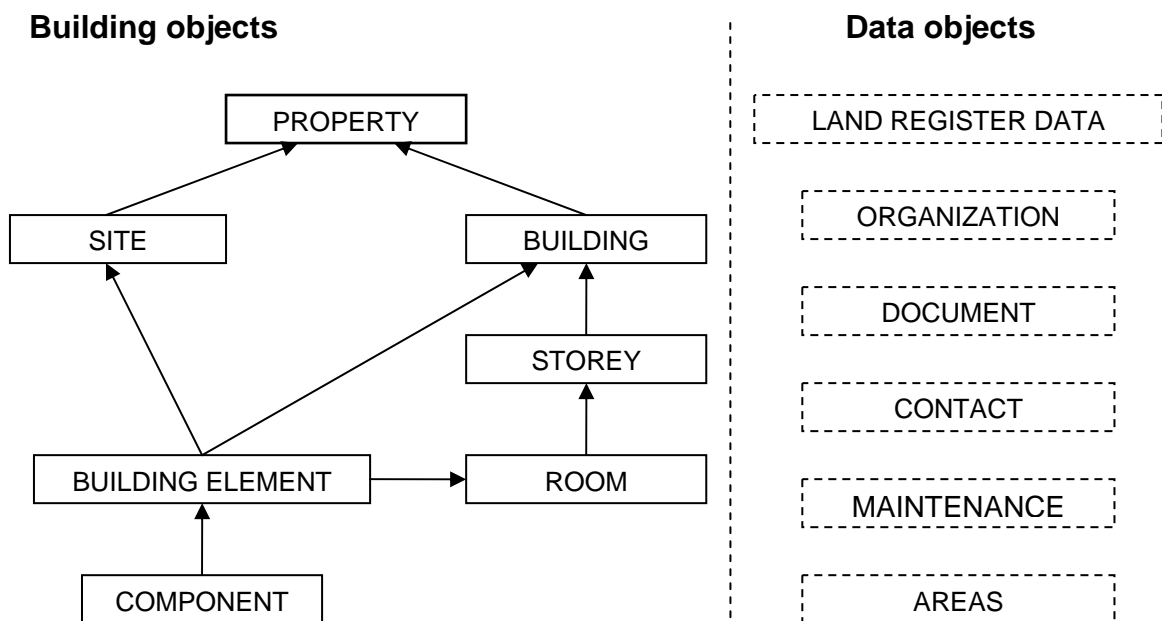 Building objects
Data objects
PROPERTY
LAND REGISTER DATA
SITE
BUILDING
ORGANIZATION
DOCUMENT
STOREY
CONTACT
BUILDING ELEMENT
ROOM
MAINTENANCE
COMPONENT
AREAS